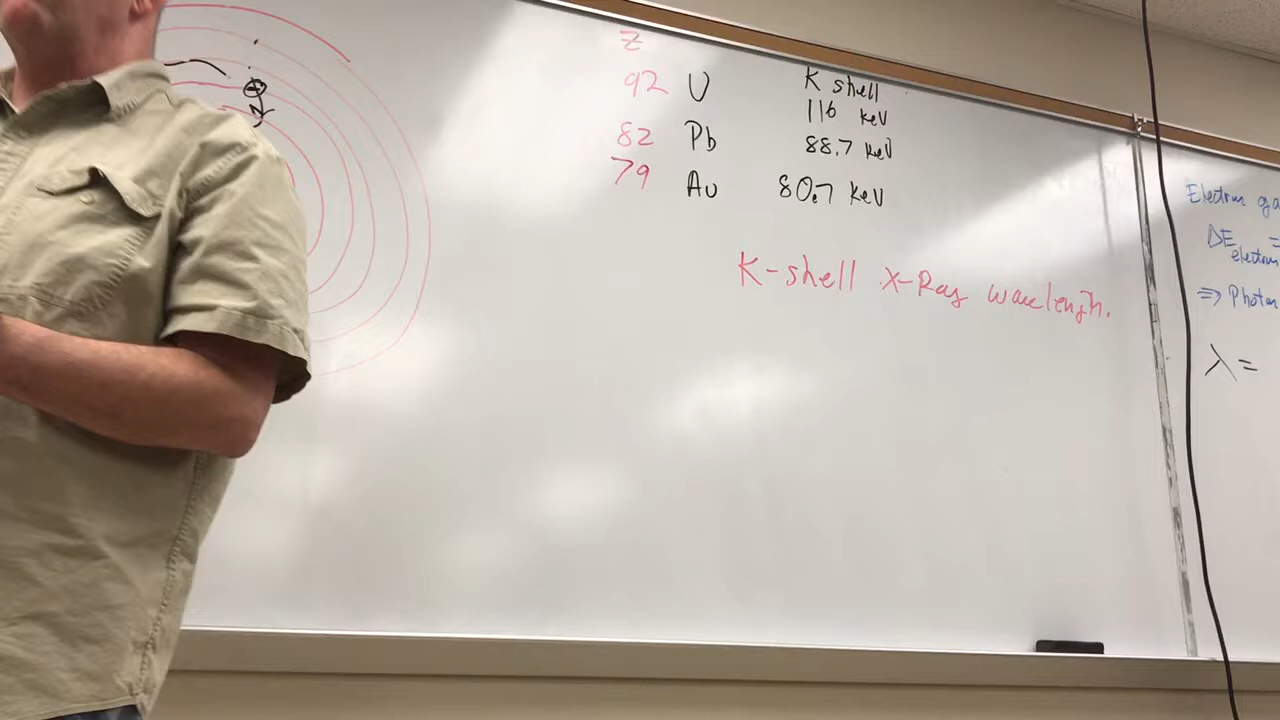 Z
92 U K shell
116 keV
82 Pb 88.7 keV
79 Au 80.7 keV
K-shell X-Ray wavelength.
Electron ga
ΔE electron =
⇒ Photon
λ =